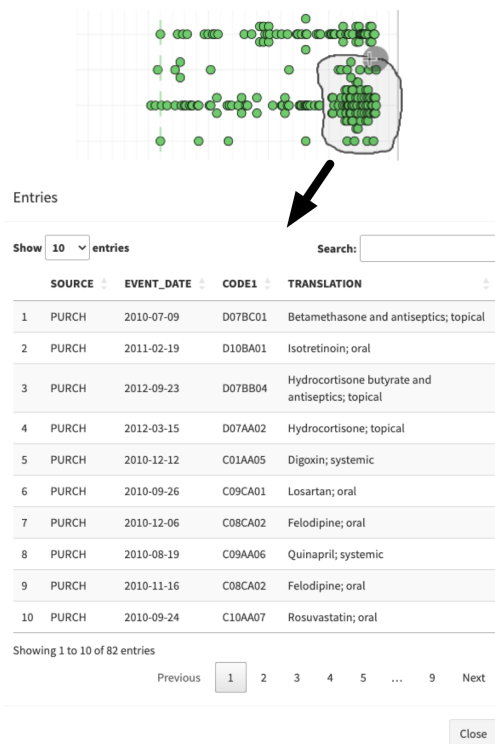 Entries
Show 10 entries Search:
SOURCE EVENT_DATE CODE1 TRANSLATION
1 PURCH 2010-07-09 D07BC01 Betamethasone and antiseptics; topical
2 PURCH 2011-02-19 D10BA01 Isotretinoin; oral
3 PURCH 2012-09-23 D07BB04 Hydrocortisone butyrate and
antiseptics; topical
4 PURCH 2012-03-15 D07AA02 Hydrocortisone; topical
5 PURCH 2010-12-12 C01AA05 Digoxin; systemic
6 PURCH 2010-09-26 C09CA01 Losartan; oral
7 PURCH 2010-12-06 C08CA02 Felodipine; oral
8 PURCH 2010-08-19 C09AA06 Quinapril; systemic
9 PURCH 2010-11-16 C08CA02 Felodipine; oral
10 PURCH 2010-09-24 C10AA07 Rosuvastatin; oral
Showing 1 to 10 of 82 entries
Previous 1 2 3 4 5 ... 9 Next
Close